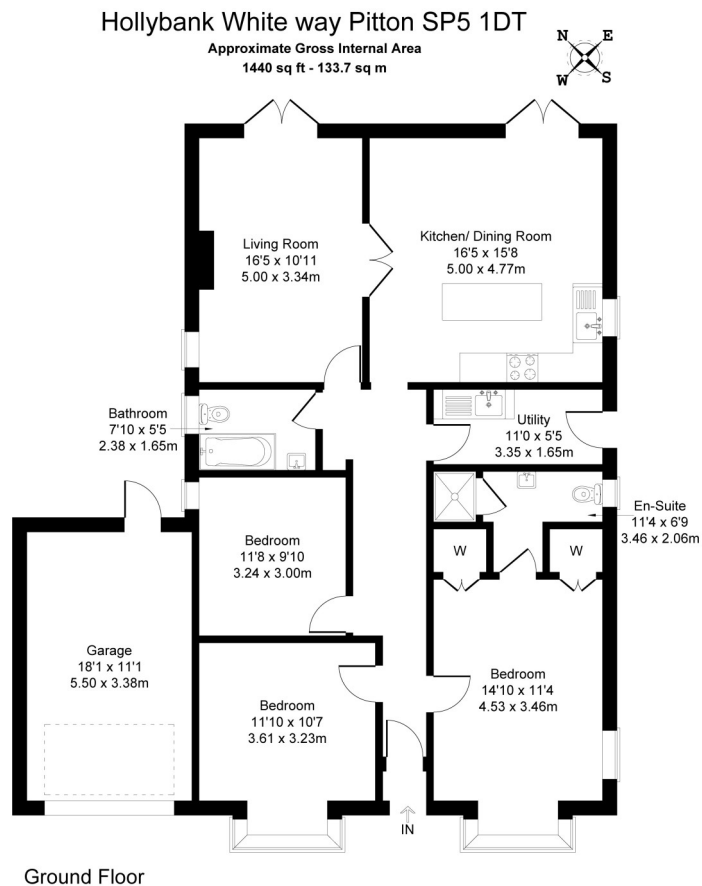 Hollybank White way Pitton SP5 1DT
Approximate Gross Internal Area
1440 sq ft - 133.7 sq m
N E
W S
Living Room
16'5 x 10'11
5.00 x 3.34m
Kitchen/ Dining Room
16'5 x 15'8
5.00 x 4.77m
Bathroom
7'10 x 5'5
2.38 x 1.65m
Utility
11'0 x 5'5
3.35 x 1.65m
En-Suite
11'4 x 6'9
3.46 x 2.06m
W
W
Bedroom
11'8 x 9'10
3.24 x 3.00m
Garage
18'1 x 11'1
5.50 x 3.38m
Bedroom
11'10 x 10'7
3.61 x 3.23m
Bedroom
14'10 x 11'4
4.53 x 3.46m
IN
Ground Floor